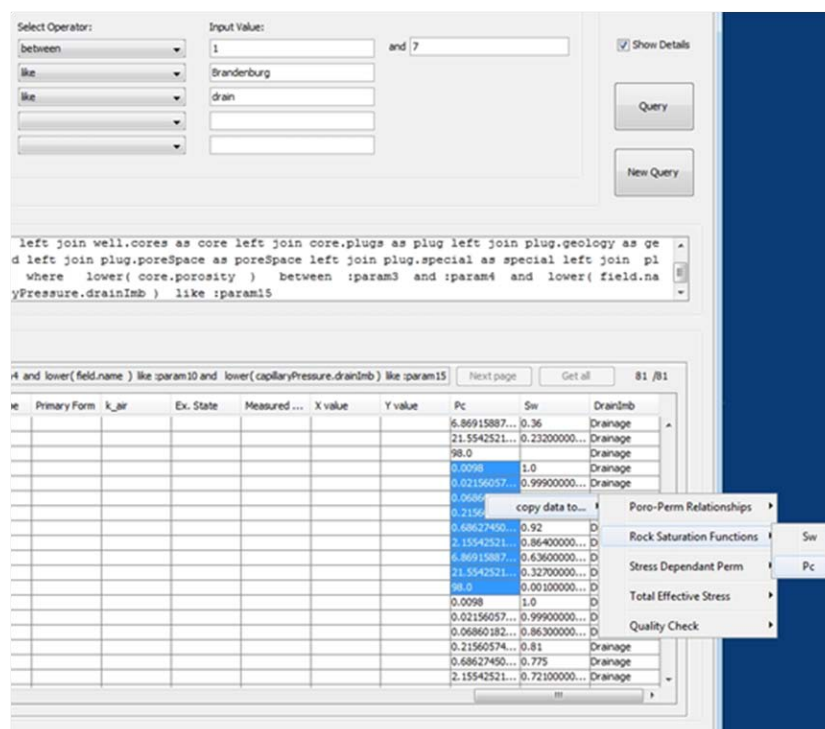 Select Operator: Input Value:
between 1 and 7 Show Details
like Brandenburg
like drain
Query
New Query
left join well.cores as core left join core.plugs as plug left join plug.geology as ge
d left join plug.poreSpace as poreSpace left join plug.special as special left join pl
where lower( core.porosity ) between :param3 and :param4 and lower( field.na
yPressure.drainImb ) like :param15
and lower( field.name ) like :param10 and lower( capillaryPressure.drainImb ) like :param15 Next page Get all 81 /81
Primary Form k_air Ex. State Measured ... X value Y value Pc Sw DrainImb
6.86915887... 0.36 Drainage
21.5542521... 0.23200000... Drainage
98.0 Drainage
0.0098 1.0 Drainage
0.02156057... 0.99900000... Drainage
0.0686
0.2156 copy data to... Poro-Perm Relationships
0.68627450... 0.92 D
2.15542521... 0.86400000... D Rock Saturation Functions Sw
6.86915887... 0.63600000... D
21.5542521... 0.32700000... D Stress Dependant Perm Pc
98.0 0.00100000... D
0.0098 1.0 D Total Effective Stress
0.02156057... 0.99900000... D
0.06860182... 0.86300000... D Quality Check
0.21560574... 0.81 Drainage
0.68627450... 0.775 Drainage
2.15542521... 0.72100000... Drainage